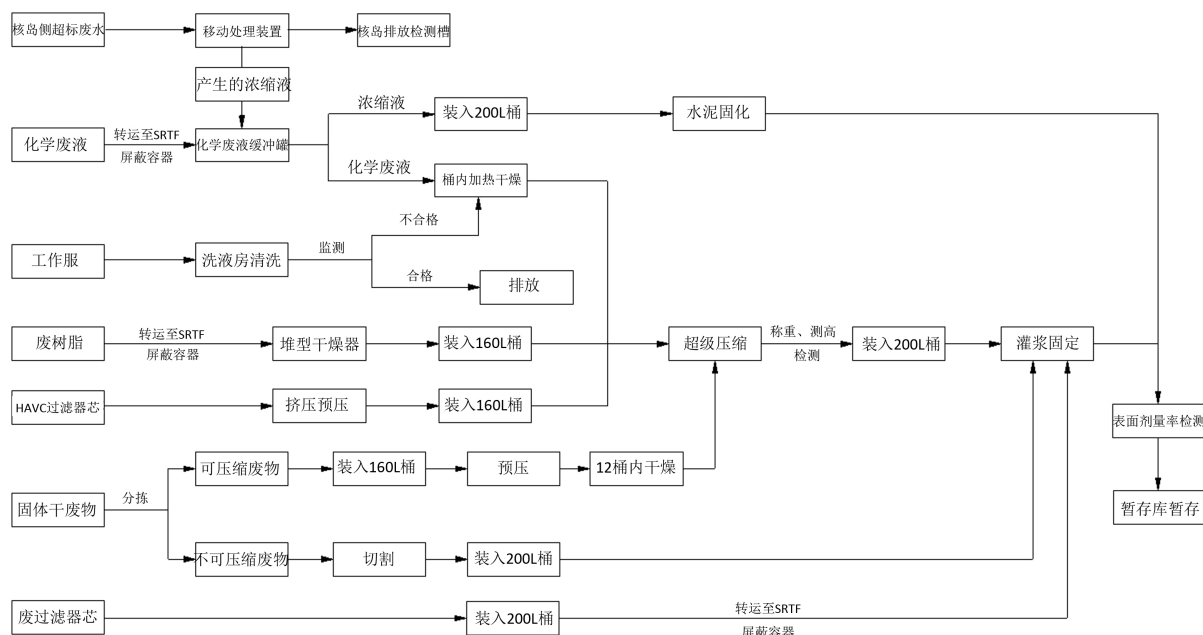 核岛侧超标废水
移动处理装置
核岛排放检测槽
产生的浓缩液
浓缩液
装入200L桶
水泥固化
化学废液
转运至SRTF
屏蔽容器
化学废液缓冲罐
化学废液
桶内加热干燥
不合格
工作服
洗液房清洗
监测
合格
排放
废树脂
转运至SRTF
屏蔽容器
堆型干燥器
装入160L桶
超级压缩
称重、测高
检测
装入200L桶
灌浆固定
HAVC过滤器芯
挤压预压
装入160L桶
表面剂量率检测
可压缩废物
装入160L桶
预压
12桶内干燥
固体干废物
分拣
暂存库暂存
不可压缩废物
切割
装入200L桶
废过滤器芯
装入200L桶
转运至SRTF
屏蔽容器